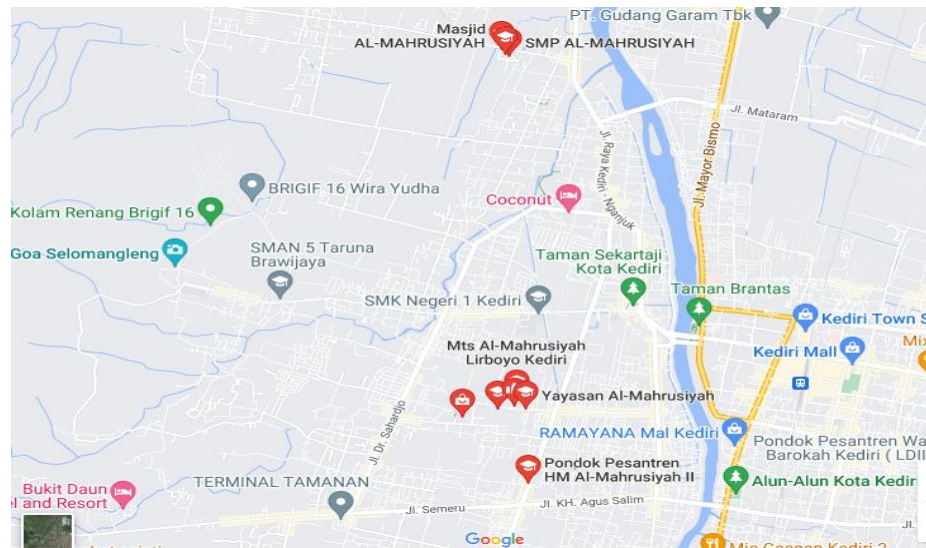 PT. Gudang Garam Tbk
Masjid
AL-MAHRUSIYAH
SMP AL-MAHRUSIYAH
Jl. Mataram
Jl. Raya Kediri - Nganjuk
Jl. Mayor Bismo
BRIGIF 16 Wira Yudha
Coconut
Kolam Renang Brigif 16
Goa Selomangleng
SMAN 5 Taruna
Brawijaya
Taman Sekartaji
Kota Kediri
SMK Negeri 1 Kediri
Taman Brantas
Kediri Town S
Kediri Mall
Mix
Mts Al-Mahrusiyah
Lirboyo Kediri
Yayasan Al-Mahrusiyah
Jl. Dr. Sahardjo
RAMAYANA Mal Kediri
Pondok Pesantren Wa
Barokah Kediri ( LDII
Pondok Pesantren
HM Al-Mahrusiyah II
Alun-Alun Kota Kedir
TERMINAL TAMANAN
Bukit Daun
el and Resort
Jl. Semeru
Jl. KH. Agus Salim
Google